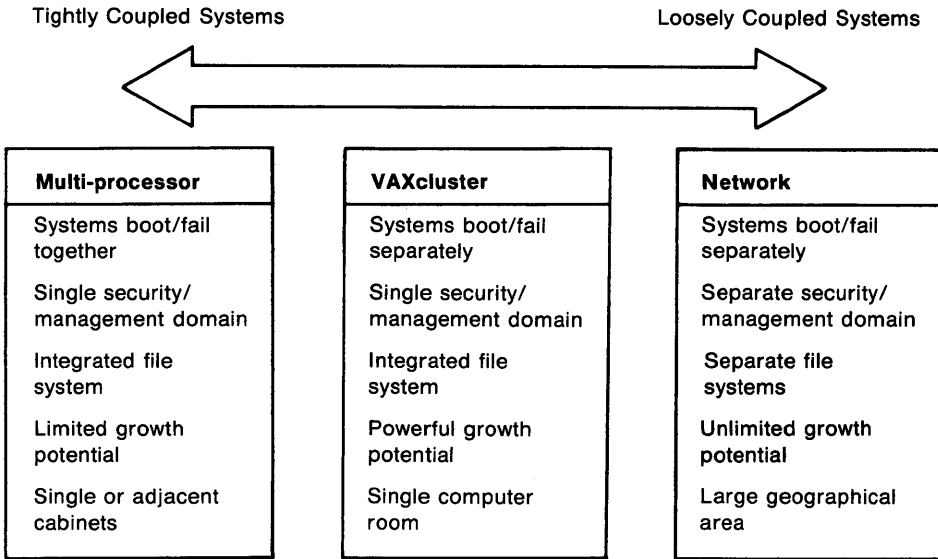 Tightly Coupled Systems
Loosely Coupled Systems
Multi-processor
Systems boot/fail
together
Single security/
management domain
Integrated file
system
Limited growth
potential
Single or adjacent
cabinets
VAXcluster
Systems boot/fail
separately
Single security/
management domain
Integrated file
system
Powerful growth
potential
Single computer
room
Network
Systems boot/fail
separately
Separate security/
management domain
Separate file
systems
Unlimited growth
potential
Large geographical
area